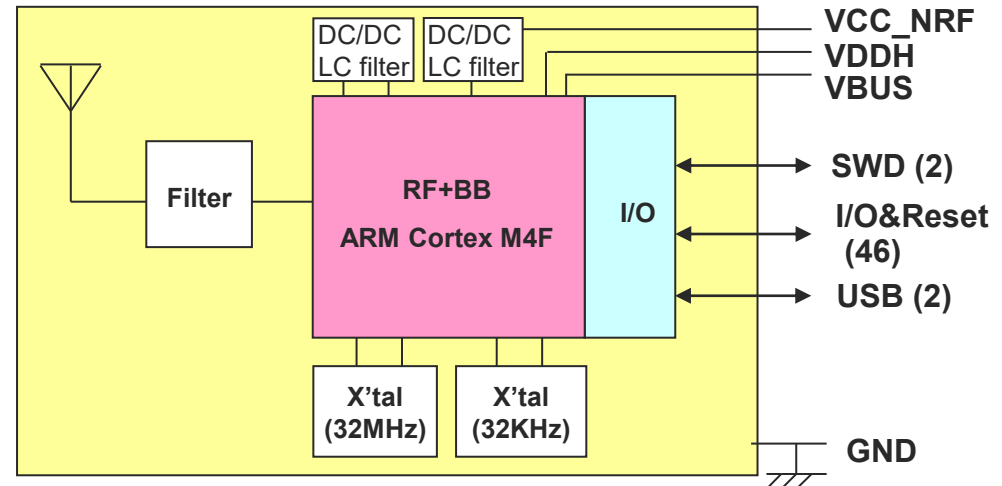 DC/DC
LC filter
DC/DC
LC filter
VCC_NRF
VDDH
VBUS
Filter
RF+BB
ARM Cortex M4F
I/O
SWD (2)
I/O&Reset
(46)
USB (2)
X’tal
(32MHz)
X’tal
(32KHz)
GND